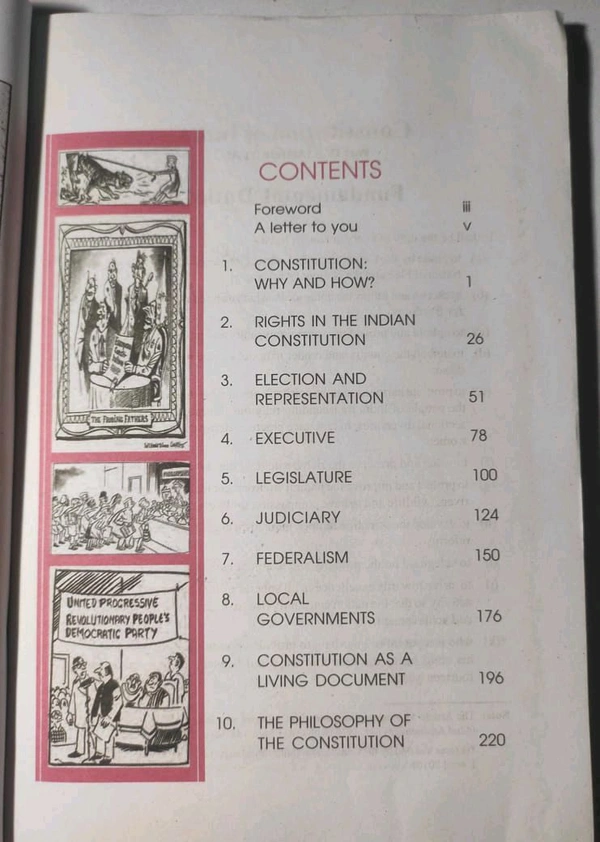 CONTENTS
Foreword iii
A letter to you v
1. CONSTITUTION:
WHY AND HOW? 1
2. RIGHTS IN THE INDIAN
CONSTITUTION 26
3. ELECTION AND
REPRESENTATION 51
4. EXECUTIVE 78
5. LEGISLATURE 100
6. JUDICIARY 124
7. FEDERALISM 150
8. LOCAL
GOVERNMENTS 176
9. CONSTITUTION AS A
LIVING DOCUMENT 196
10. THE PHILOSOPHY OF
THE CONSTITUTION 220
THE FRAMING FATHERS
UNITED PROGRESSIVE
REVOLUTIONARY PEOPLE'S
DEMOCRATIC PARTY